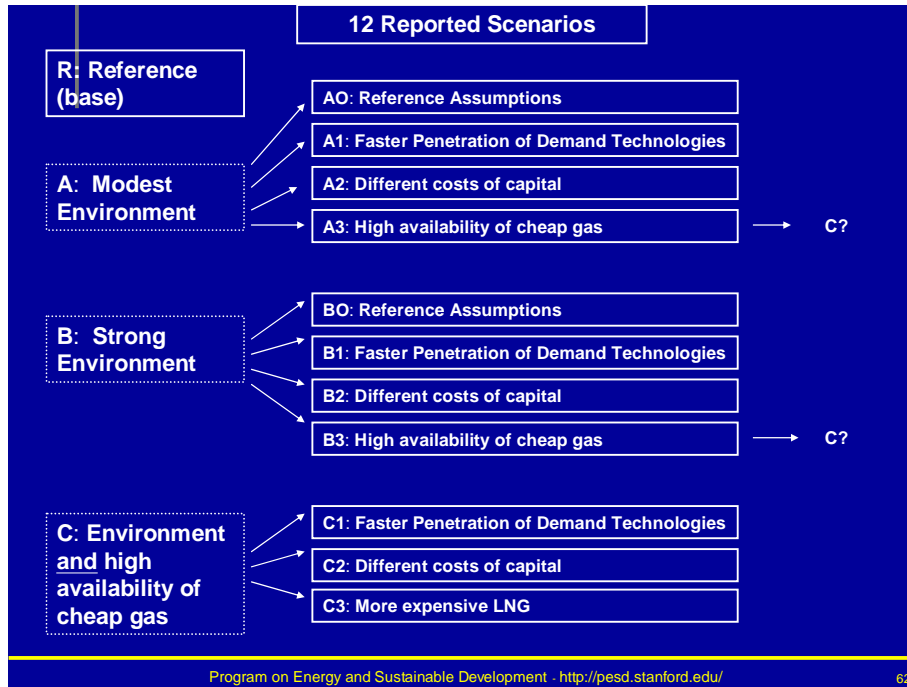 12 Reported Scenarios
R: Reference
(base)
AO: Reference Assumptions
A1: Faster Penetration of Demand Technologies
A: Modest
Environment
A2: Different costs of capital
A3: High availability of cheap gas
C?
BO: Reference Assumptions
B: Strong
Environment
B1: Faster Penetration of Demand Technologies
B2: Different costs of capital
B3: High availability of cheap gas
C?
C: Environment
and high
availability of
cheap gas
C1: Faster Penetration of Demand Technologies
C2: Different costs of capital
C3: More expensive LNG
Program on Energy and Sustainable Development - http://pesd.stanford.edu/
62